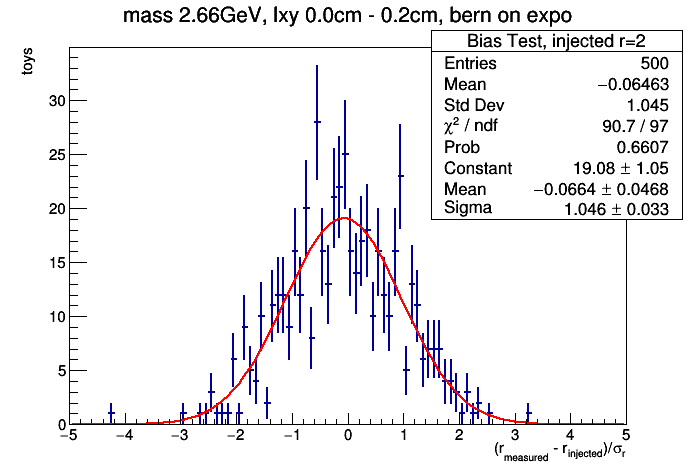 mass 2.66GeV, lxy 0.0cm - 0.2cm, bern on expo
toys
Bias Test, injected r=2
Entries 500
Mean −0.06463
Std Dev 1.045
χ² / ndf 90.7 / 97
Prob 0.6607
Constant 19.08 ± 1.05
Mean −0.0664 ± 0.0468
Sigma 1.046 ± 0.033
30
25
20
15
10
5
0
−5 −4 −3 −2 −1 0 1 2 3 4 5
(r_measured - r_injected)/σ_r